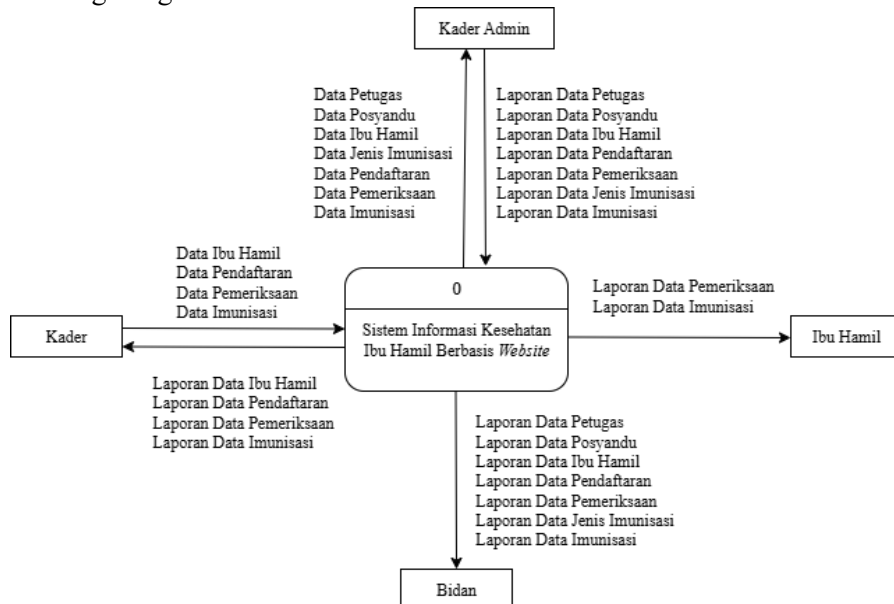 Kader Admin
Data Petugas
Data Posyandu
Data Ibu Hamil
Data Jenis Imunisasi
Data Pendaftaran
Data Pemeriksaan
Data Imunisasi
Laporan Data Petugas
Laporan Data Posyandu
Laporan Data Ibu Hamil
Laporan Data Pendaftaran
Laporan Data Pemeriksaan
Laporan Data Jenis Imunisasi
Laporan Data Imunisasi
Data Ibu Hamil
Data Pendaftaran
Data Pemeriksaan
Data Imunisasi
Kader
Laporan Data Ibu Hamil
Laporan Data Pendaftaran
Laporan Data Pemeriksaan
Laporan Data Imunisasi
0
Sistem Informasi Kesehatan
Ibu Hamil Berbasis Website
Laporan Data Pemeriksaan
Laporan Data Imunisasi
Ibu Hamil
Laporan Data Petugas
Laporan Data Posyandu
Laporan Data Ibu Hamil
Laporan Data Pendaftaran
Laporan Data Pemeriksaan
Laporan Data Jenis Imunisasi
Laporan Data Imunisasi
Bidan